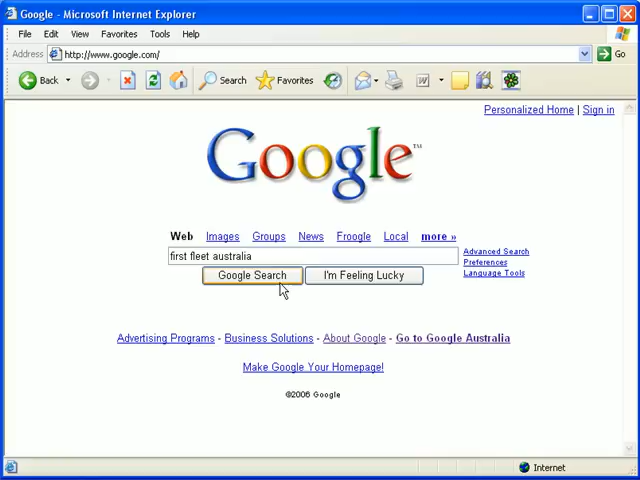 Google - Microsoft Internet Explorer
File Edit View Favorites Tools Help
Address http://www.google.com/ Go
Back Search Favorites W
Personalized Home | Sign in
Google™
Web Images Groups News Froogle Local more »
first fleet australia
Advanced Search
Preferences
Language Tools
Google Search I'm Feeling Lucky
Advertising Programs - Business Solutions - About Google - Go to Google Australia
Make Google Your Homepage!
©2006 Google
Internet